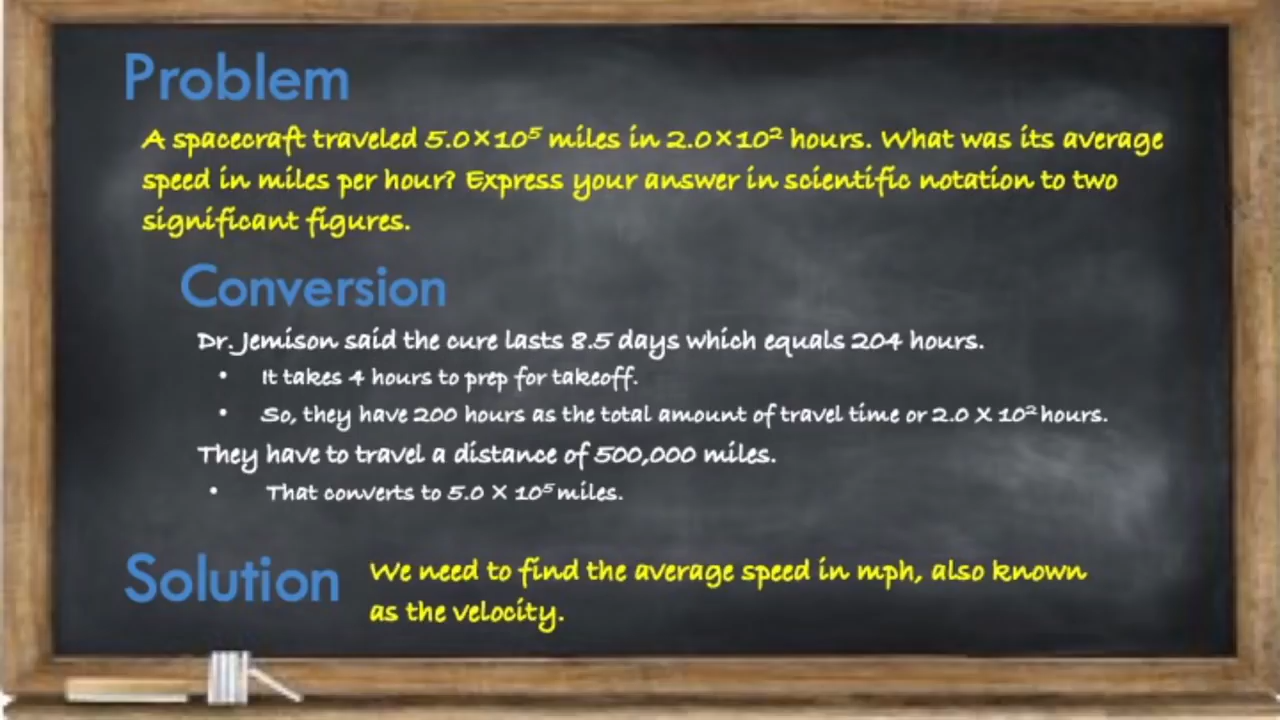 Problem
A spacecraft traveled 5.0×10⁵ miles in 2.0×10² hours. What was its average
speed in miles per hour? Express your answer in scientific notation to two
significant figures.
Conversion
Dr. Jemison said the cure lasts 8.5 days which equals 204 hours.
• It takes 4 hours to prep for takeoff.
• So, they have 200 hours as the total amount of travel time or 2.0 X 10² hours.
They have to travel a distance of 500,000 miles.
• That converts to 5.0 X 10⁵ miles.
Solution
We need to find the average speed in mph, also known
as the velocity.